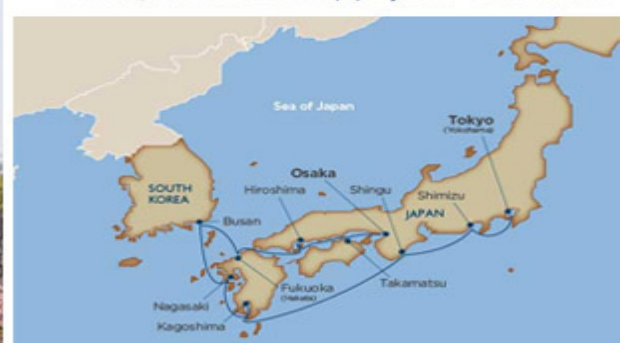 Sea of Japan
Tokyo
(Yokohama)
Osaka
SOUTH
KOREA
Hiroshima
Shingu
Shimizu
JAPAN
Busan
Takamatsu
Fukuoka
(Hakata)
Nagasaki
Kagoshima